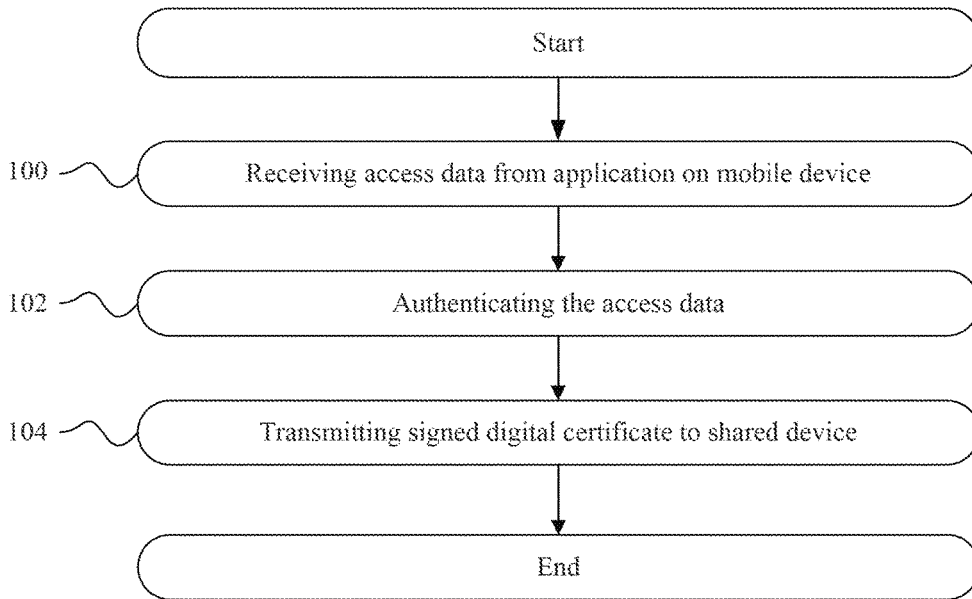 Start
100 Receiving access data from application on mobile device
102 Authenticating the access data
104 Transmitting signed digital certificate to shared device
End